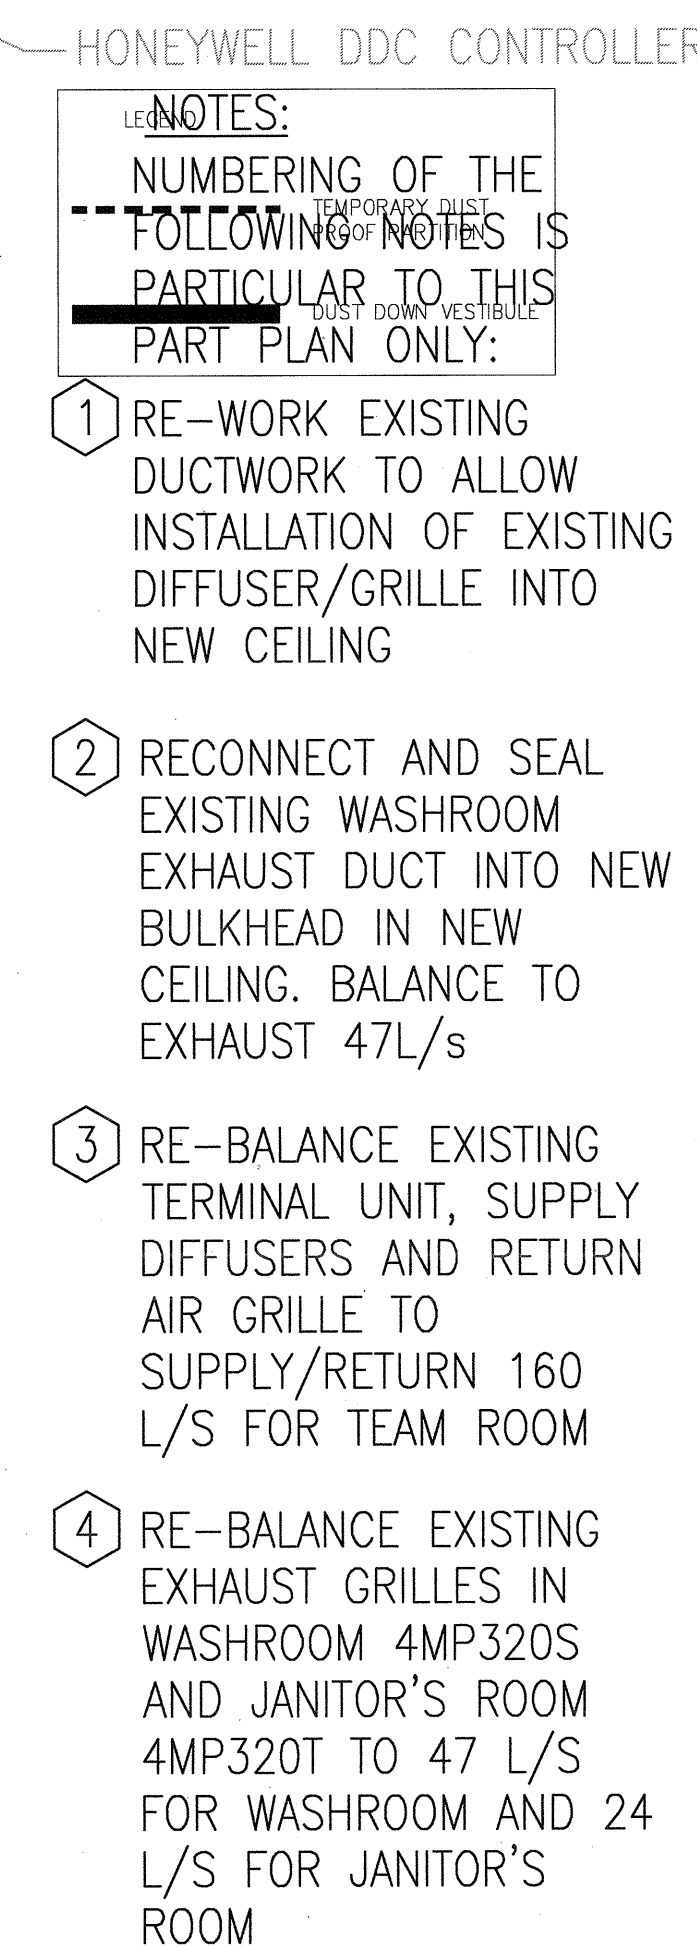 HONEYWELL DDC CONTROLLER
LEGEND
NOTES:
NUMBERING OF THE
TEMPORARY DUST
PROOF PARTITION
FOLLOWING NOTES IS
PARTICULAR TO THIS
DUST DOWN VESTIBULE
PART PLAN ONLY:
1 RE-WORK EXISTING
DUCTWORK TO ALLOW
INSTALLATION OF EXISTING
DIFFUSER/GRILLE INTO
NEW CEILING
2 RECONNECT AND SEAL
EXISTING WASHROOM
EXHAUST DUCT INTO NEW
BULKHEAD IN NEW
CEILING. BALANCE TO
EXHAUST 47L/s
3 RE-BALANCE EXISTING
TERMINAL UNIT, SUPPLY
DIFFUSERS AND RETURN
AIR GRILLE TO
SUPPLY/RETURN 160
L/S FOR TEAM ROOM
4 RE-BALANCE EXISTING
EXHAUST GRILLES IN
WASHROOM 4MP320S
AND JANITOR'S ROOM
4MP320T TO 47 L/S
FOR WASHROOM AND 24
L/S FOR JANITOR'S
ROOM